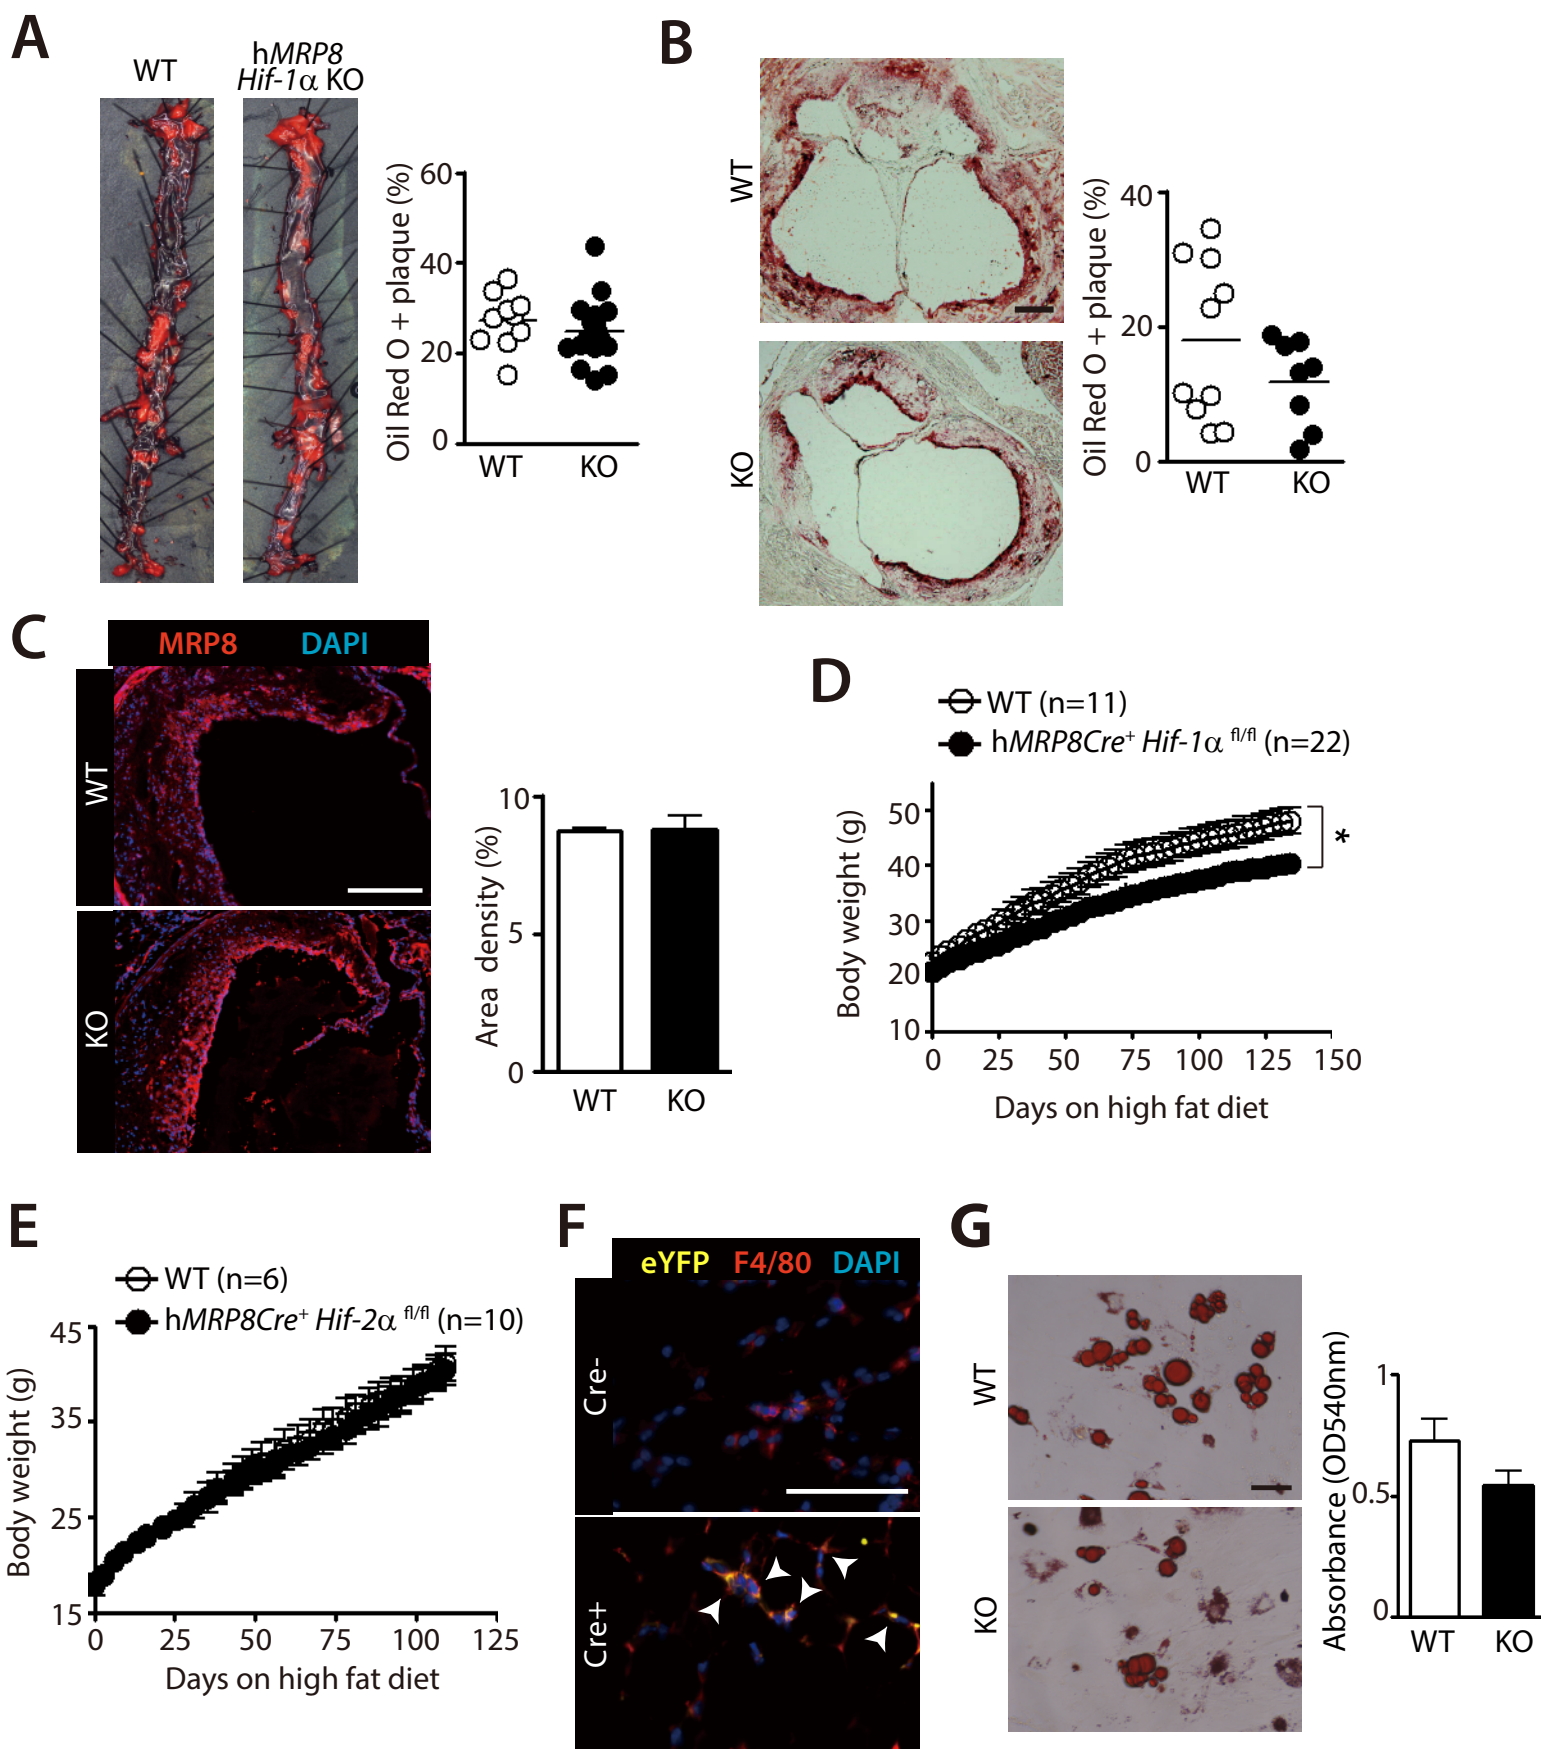 A
WT
hMRP8
Hif-1α KO
Oil Red O + plaque (%)
60
40
20
0
WT
KO
B
WT
KO
Oil Red O + plaque (%)
40
20
0
WT
KO
C
MRP8 DAPI
WT
KO
Area density (%)
10
5
0
WT
KO
D
WT (n=11)
hMRP8Cre+ Hif-1α fl/fl (n=22)
Body weight (g)
50
40
30
20
10
*
0 25 50 75 100 125 150
Days on high fat diet
E
WT (n=6)
hMRP8Cre+ Hif-2α fl/fl (n=10)
Body weight (g)
45
35
25
15
0 25 50 75 100 125
Days on high fat diet
F
eYFP F4/80 DAPI
Cre-
Cre+
G
WT
KO
Absorbance (OD540nm)
1
0.5
0
WT
KO